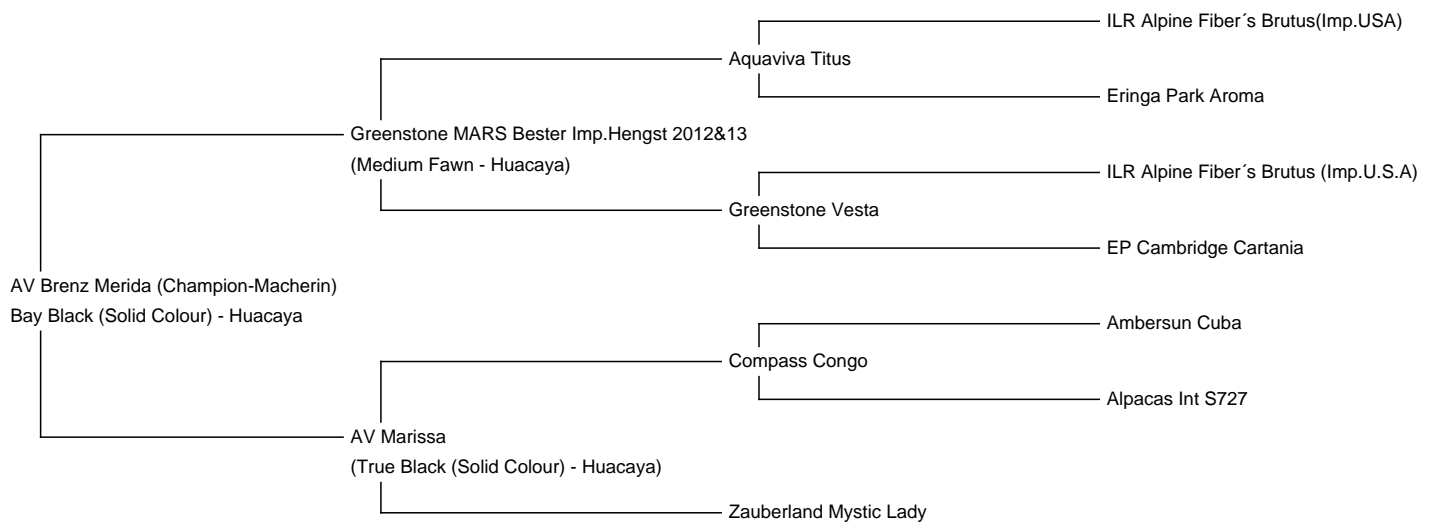 ILR Alpine Fiber´s Brutus(Imp.USA)
Aquaviva Titus
Eringa Park Aroma
Greenstone MARS Bester Imp.Hengst 2012&13
(Medium Fawn - Huacaya)
ILR Alpine Fiber´s Brutus (Imp.U.S.A)
Greenstone Vesta
EP Cambridge Cartania
AV Brenz Merida (Champion-Macherin)
Bay Black (Solid Colour) - Huacaya
Ambersun Cuba
Compass Congo
Alpacas Int S727
AV Marissa
(True Black (Solid Colour) - Huacaya)
Zauberland Mystic Lady